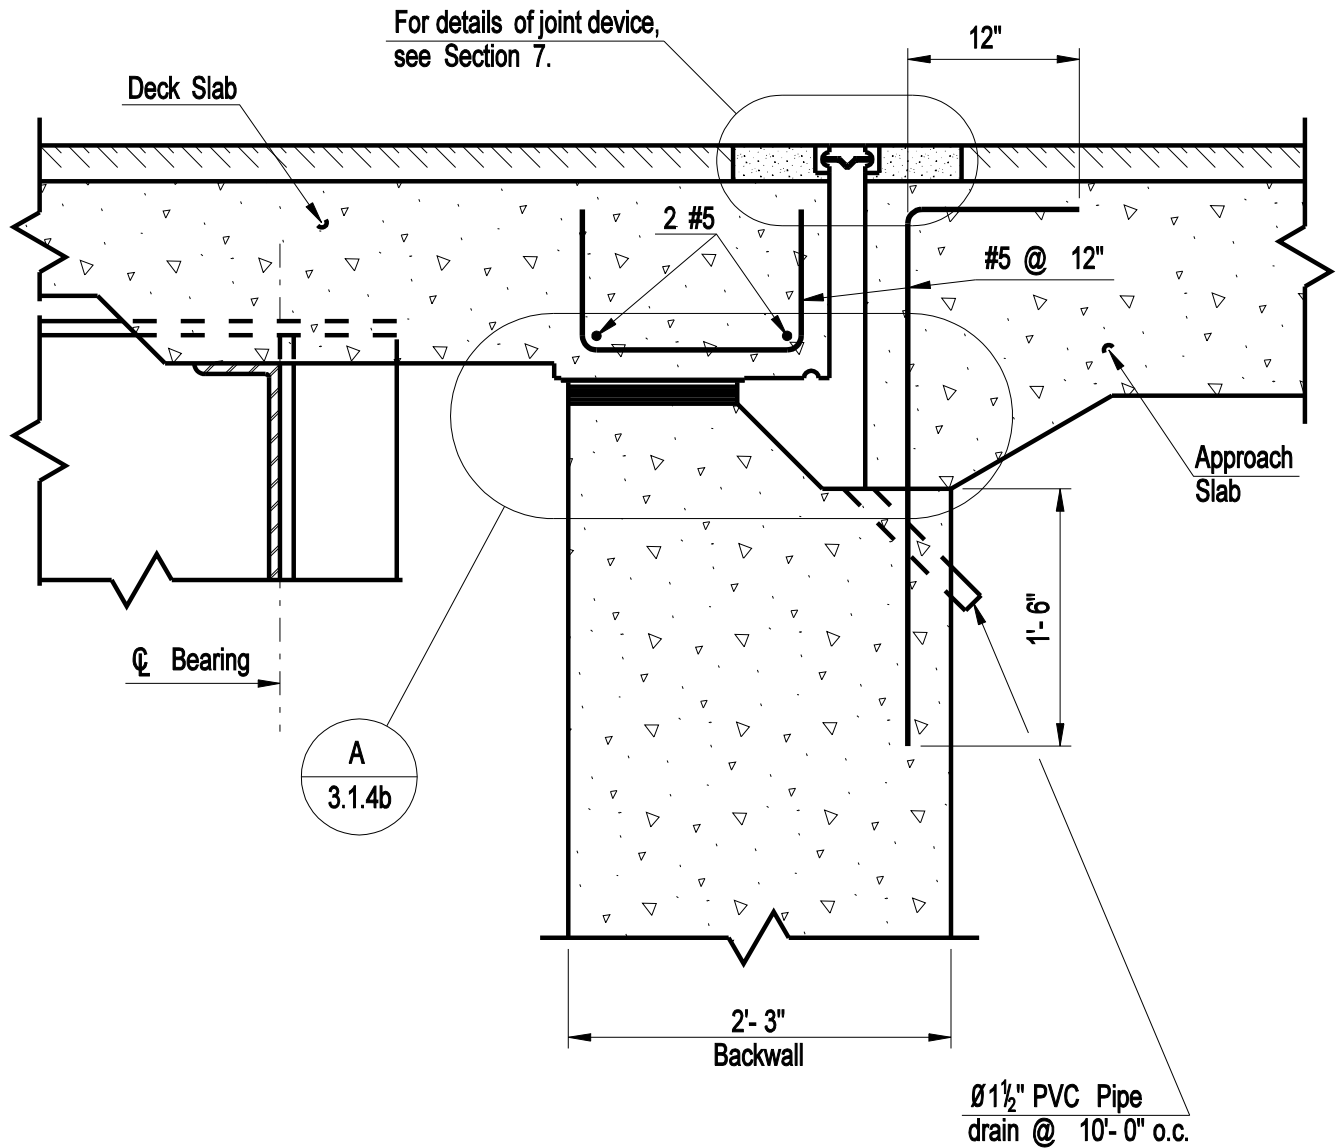 For details of joint device,
see Section 7.
12"
Deck Slab
2 #5
#5 @ 12"
Approach
Slab
1'- 6"
℄ Bearing
A
3.1.4b
2'- 3"
Backwall
Ø1½" PVC Pipe
drain @ 10'- 0" o.c.